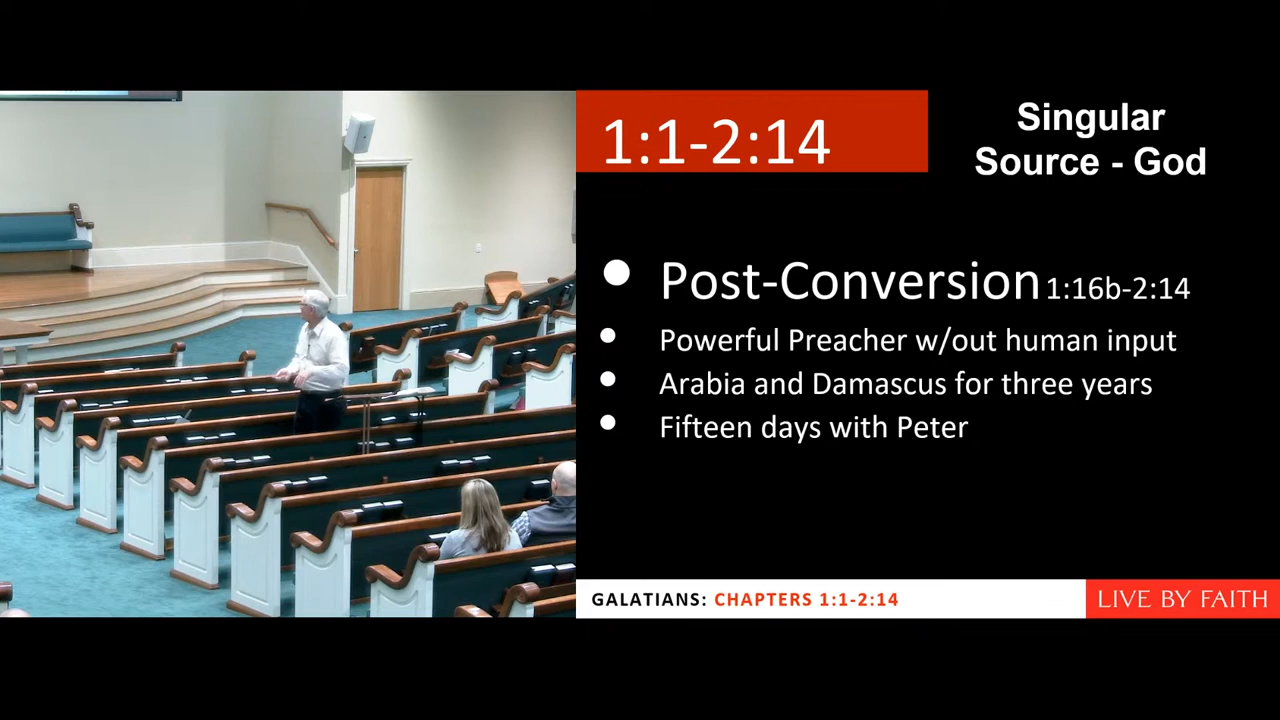 1:1-2:14
Singular
Source - God
● Post-Conversion 1:16b-2:14
● Powerful Preacher w/out human input
● Arabia and Damascus for three years
● Fifteen days with Peter
GALATIANS: CHAPTERS 1:1-2:14
LIVE BY FAITH